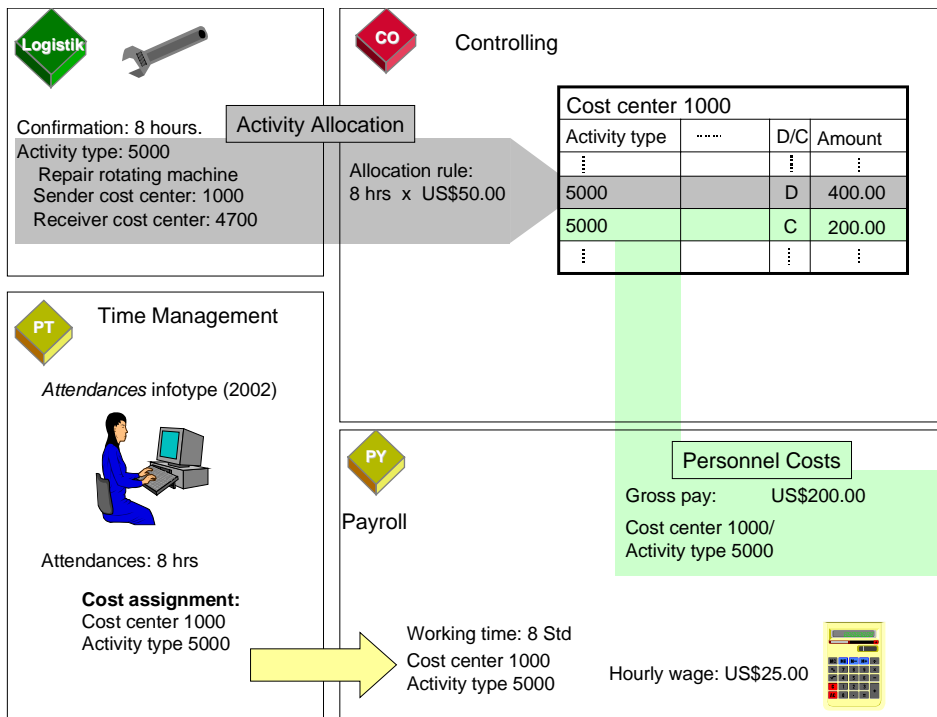 Logistik
Confirmation: 8 hours.
Activity type: 5000
Repair rotating machine
Sender cost center: 1000
Receiver cost center: 4700
Activity Allocation
CO
Controlling
Allocation rule:
8 hrs x US$50.00
Cost center 1000
Activity type ····· D/C Amount
5000 D 400.00
5000 C 200.00
PT
Time Management
Attendances infotype (2002)
Attendances: 8 hrs
Cost assignment:
Cost center 1000
Activity type 5000
PY
Payroll
Personnel Costs
Gross pay: US$200.00
Cost center 1000/
Activity type 5000
Working time: 8 Std
Cost center 1000
Activity type 5000
Hourly wage: US$25.00